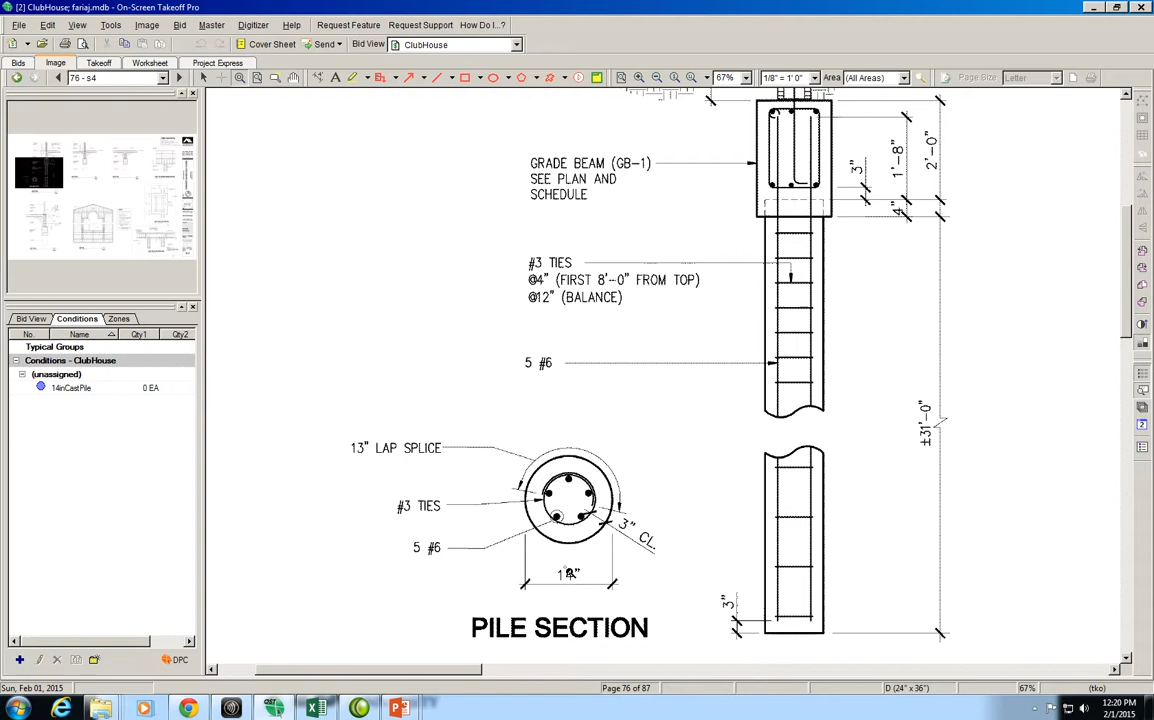 [2] ClubHouse; fariaj.mdb - On-Screen Takeoff Pro
File Edit View Tools Image Bid Master Digitizer Help Request Feature Request Support How Do I...?
Cover Sheet Send Bid View ClubHouse
Bids Image Takeoff Worksheet Project Express
76 - s4 67% 1/8" = 1' 0" Area (All Areas) Page Size Letter
Bid View Conditions Zones
No. Name Qty1 Qty2
Typical Groups
Conditions - ClubHouse
(unassigned)
14inCastPile 0 EA
DPC
GRADE BEAM (GB-1)
SEE PLAN AND
SCHEDULE
3"
1'-8"
2'-0"
4"
#3 TIES
@4" (FIRST 8'-0" FROM TOP)
@12" (BALANCE)
5 #6
±31'-0"
13" LAP SPLICE
#3 TIES
5 #6
3" CL.
3"
PILE SECTION
Sun, Feb 01, 2015 Page 76 of 87 D (24" x 36") 67% (tko)
12:20 PM
2/1/2015